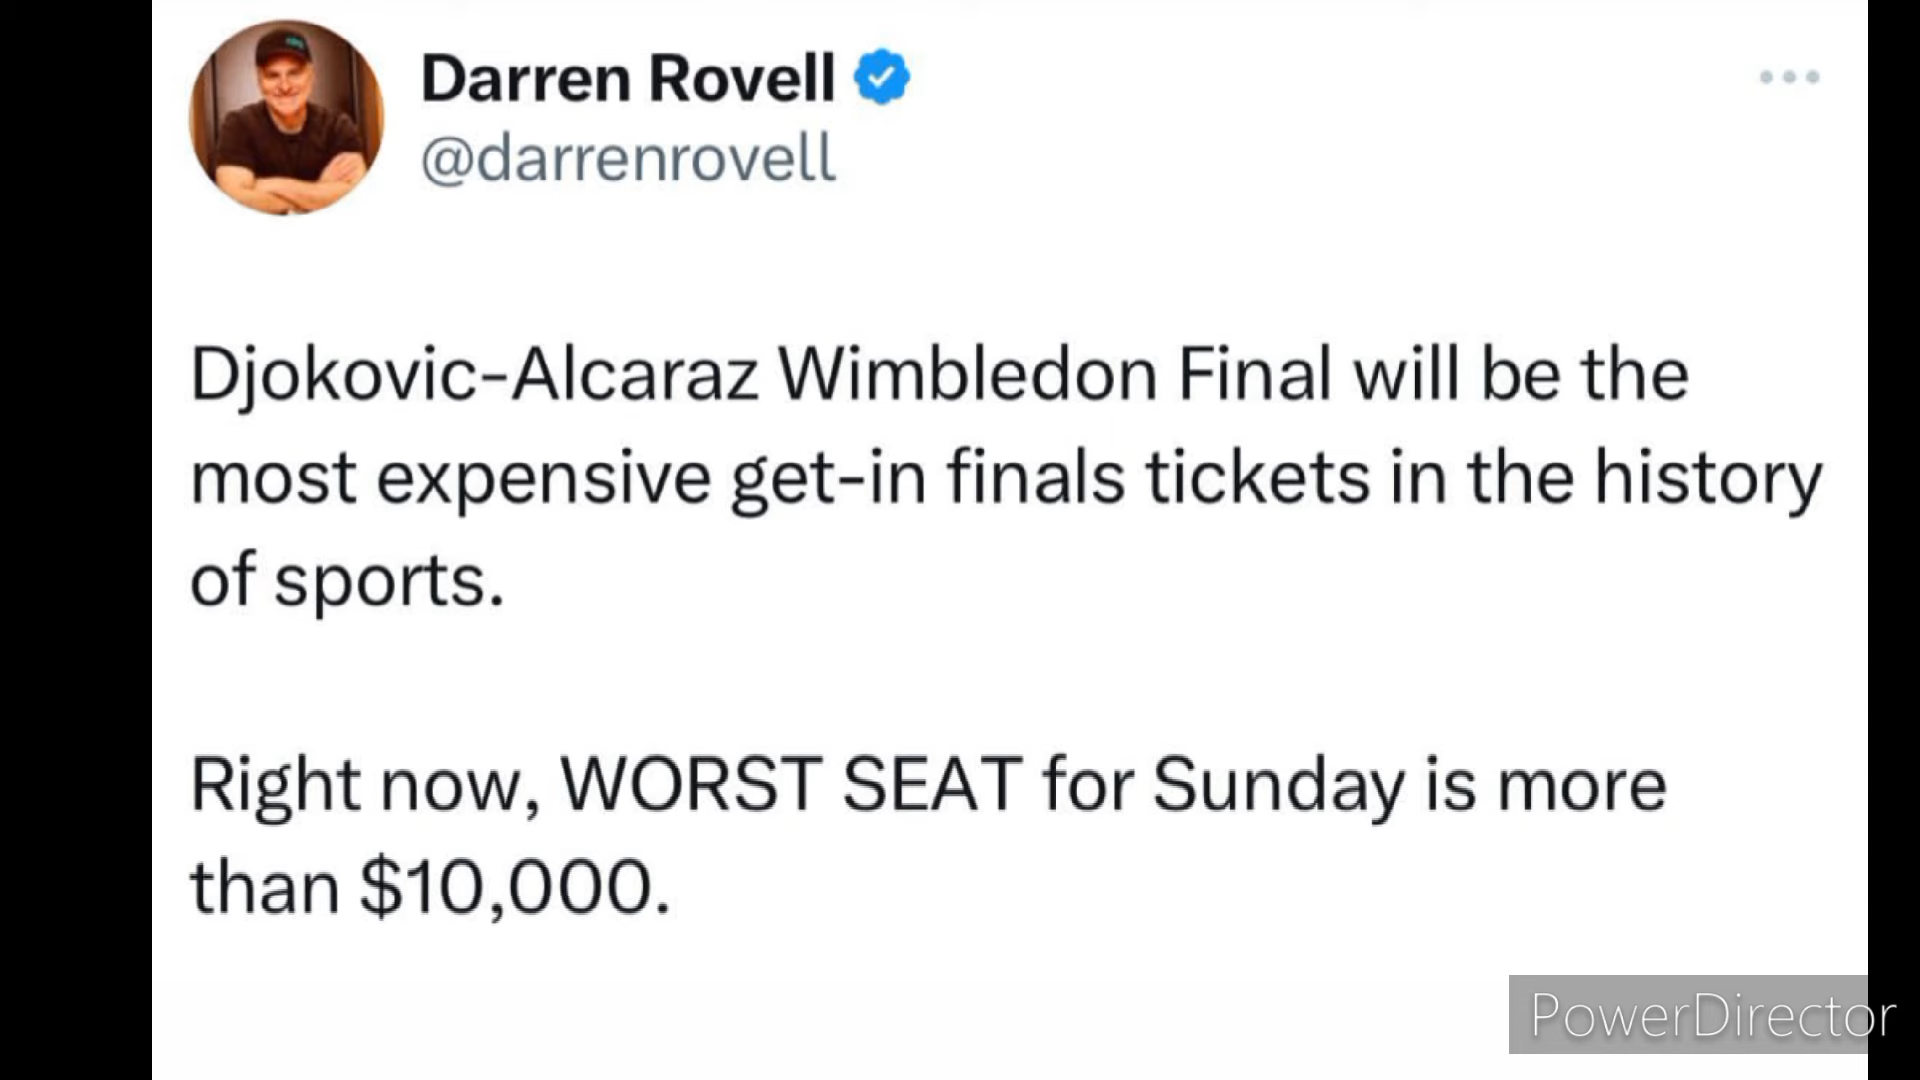 Darren Rovell
@darrenrovell
Djokovic-Alcaraz Wimbledon Final will be the
most expensive get-in finals tickets in the history
of sports.
Right now, WORST SEAT for Sunday is more
than $10,000.
PowerDirector